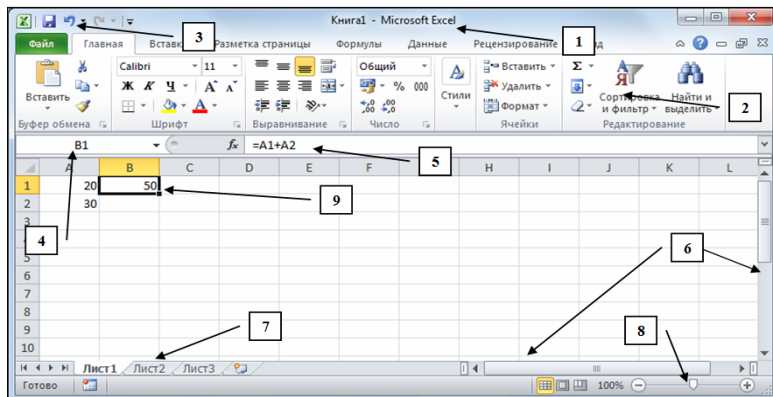 Книга1 - Microsoft Excel
3
1
Файл Главная Вставк Разметка страницы Формулы Данные Рецензирование д
Calibri 11 Общий Вставить Σ
Ж К Ч A A % 000 Удалить
Вставить Стили Формат Сортировка и фильтр Найти и выделить
2
Буфер обмена Шрифт Выравнивание Число Ячейки Редактирование
B1 fx =A1+A2
5
A B C D E F H I J K L
1 20 50
9
2 30
3
4
5
6
6
7
8
7
8
9
10
Лист1 Лист2 Лист3
Готово 100%